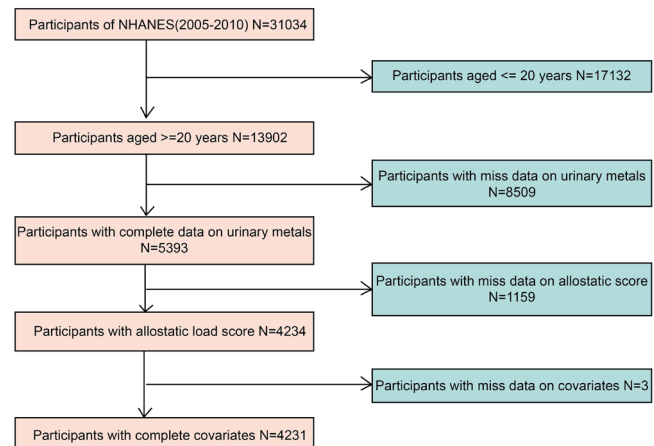 Participants of NHANES(2005-2010) N=31034
Participants aged <= 20 years N=17132
Participants aged >=20 years N=13902
Participants with miss data on urinary metals
N=8509
Participants with complete data on urinary metals
N=5393
Participants with miss data on allostatic score
N=1159
Participants with allostatic load score N=4234
Participants with miss data on covariates N=3
Participants with complete covariates N=4231